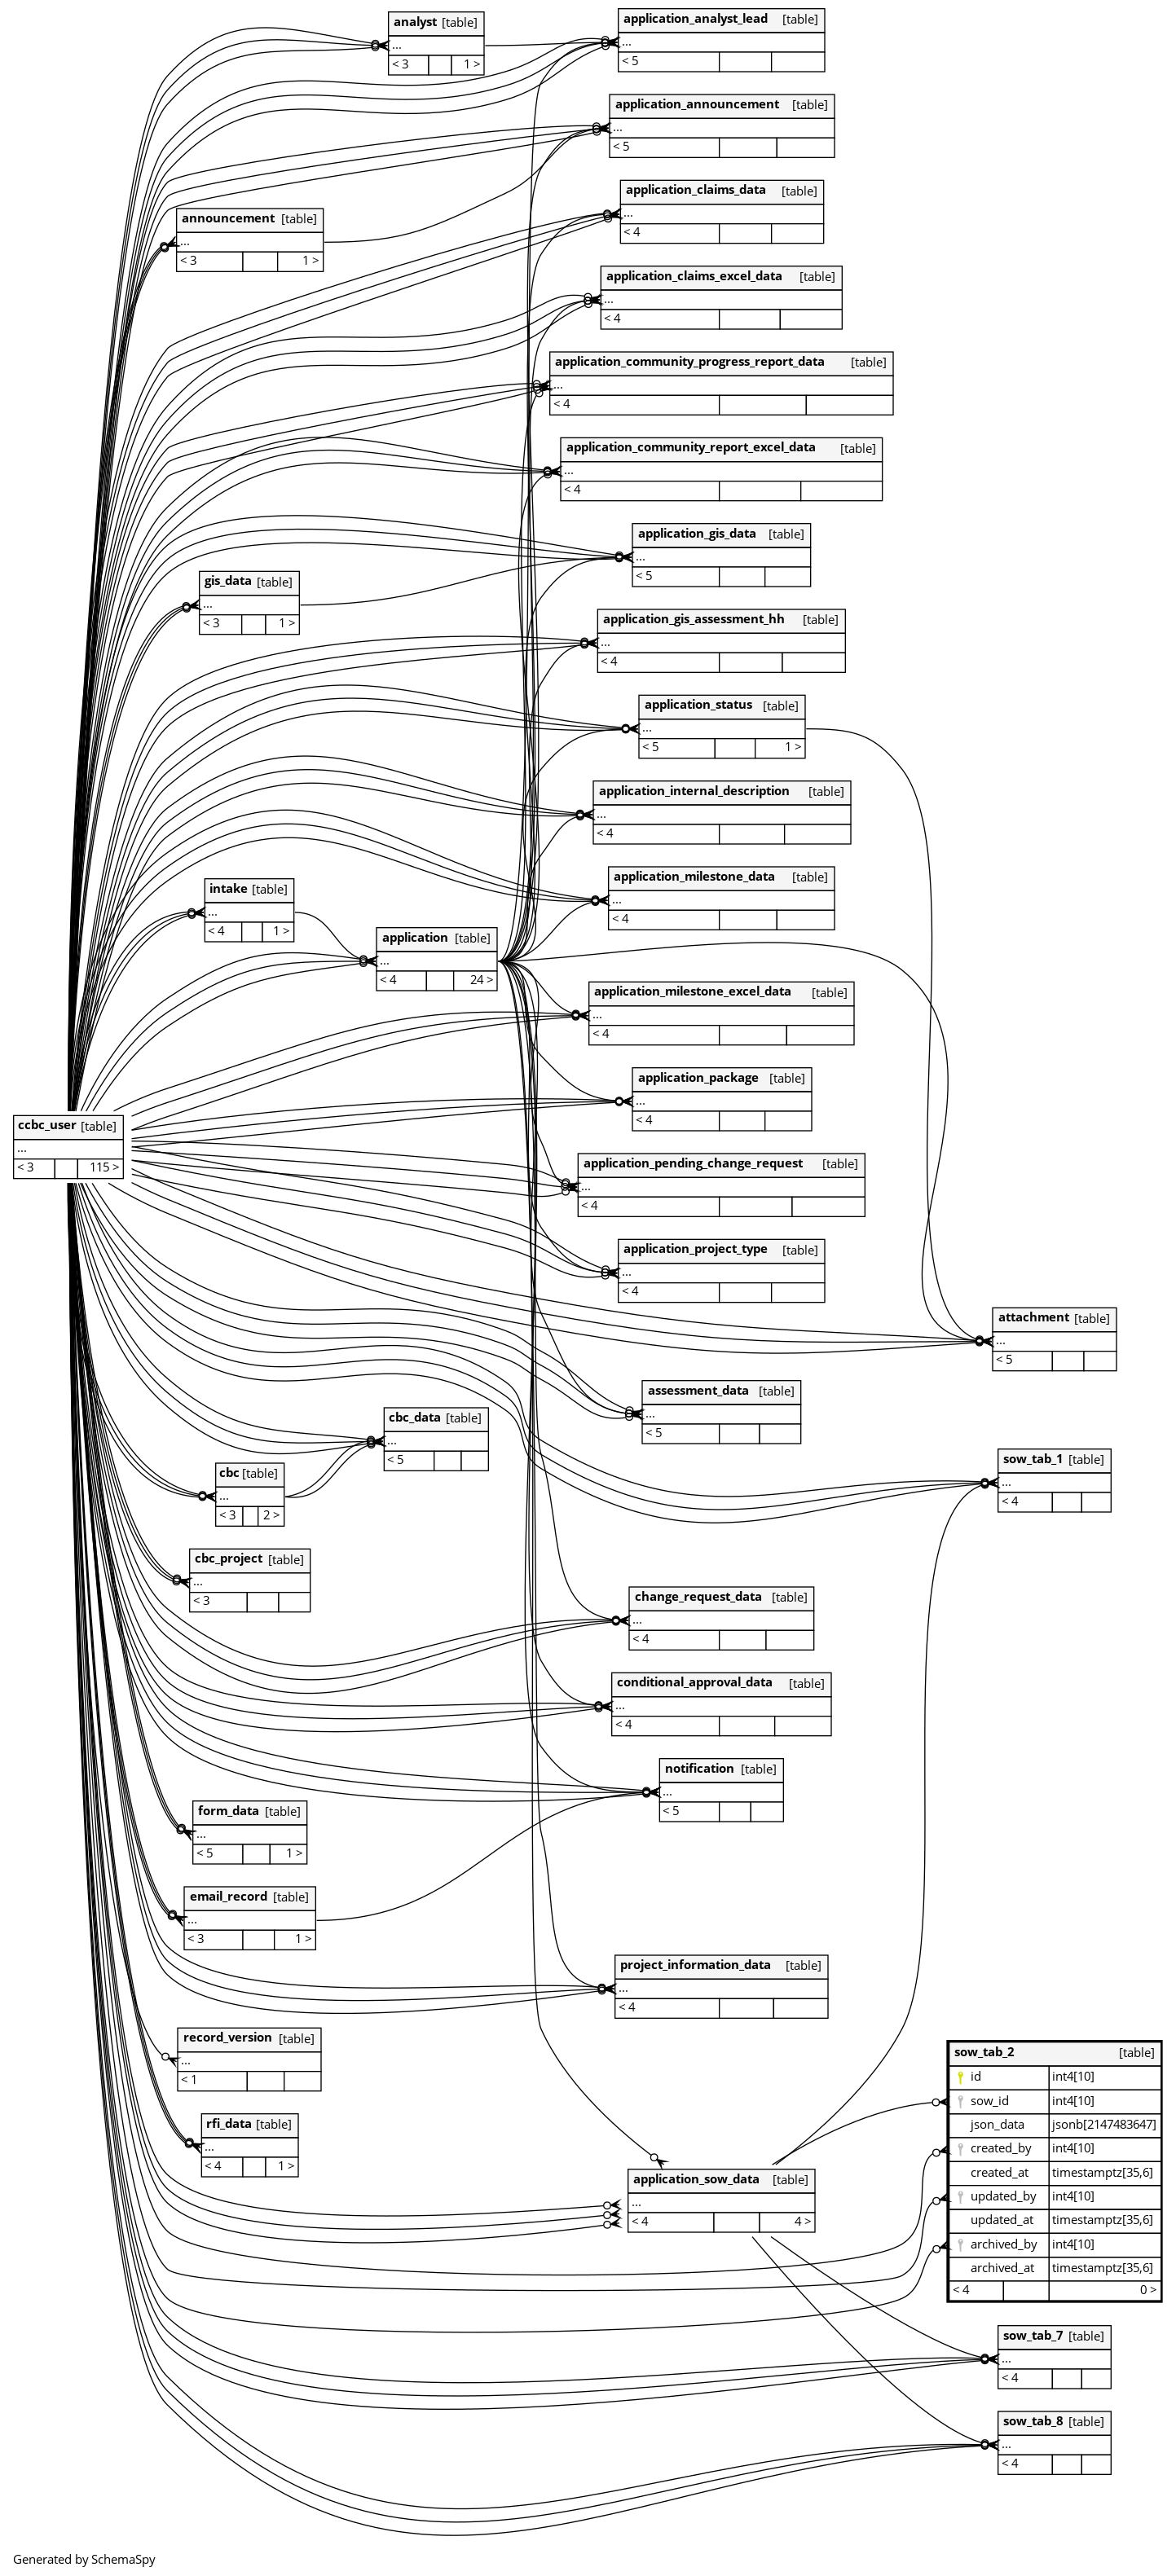 analyst [table]
...
< 3 1 >
application_analyst_lead [table]
...
< 5
application_announcement [table]
...
< 5
application_claims_data [table]
...
< 4
announcement [table]
...
< 3 1 >
application_claims_excel_data [table]
...
< 4
application_community_progress_report_data [table]
...
< 4
application_community_report_excel_data [table]
...
< 4
application_gis_data [table]
...
< 5
gis_data [table]
...
< 3 1 >
application_gis_assessment_hh [table]
...
< 4
application_status [table]
...
< 5 1 >
application_internal_description [table]
...
< 4
application_milestone_data [table]
...
< 4
intake [table]
...
< 4 1 >
application [table]
...
< 4 24 >
application_milestone_excel_data [table]
...
< 4
application_package [table]
...
< 4
ccbc_user [table]
...
< 3 115 >
application_pending_change_request [table]
...
< 4
application_project_type [table]
...
< 4
attachment [table]
...
< 5
assessment_data [table]
...
< 5
cbc_data [table]
...
< 5
sow_tab_1 [table]
...
< 4
cbc [table]
...
< 3 2 >
cbc_project [table]
...
< 3
change_request_data [table]
...
< 4
conditional_approval_data [table]
...
< 4
notification [table]
...
< 5
form_data [table]
...
< 5 1 >
email_record [table]
...
< 3 1 >
project_information_data [table]
...
< 4
record_version [table]
...
< 1
sow_tab_2 [table]
id int4[10]
sow_id int4[10]
json_data jsonb[2147483647]
created_by int4[10]
created_at timestamptz[35,6]
updated_by int4[10]
updated_at timestamptz[35,6]
archived_by int4[10]
archived_at timestamptz[35,6]
< 4 0 >
rfi_data [table]
...
< 4 1 >
application_sow_data [table]
...
< 4 4 >
sow_tab_7 [table]
...
< 4
sow_tab_8 [table]
...
< 4
Generated by SchemaSpy